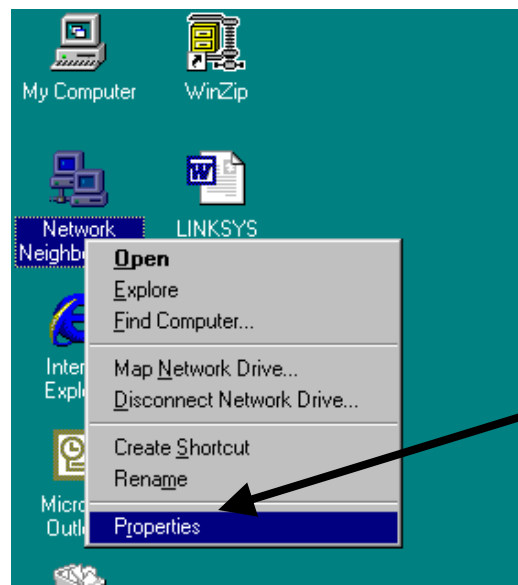 My Computer
WinZip
Network
LINKSYS
Open
Explore
Find Computer...
Map Network Drive...
Disconnect Network Drive...
Create Shortcut
Rename
Properties